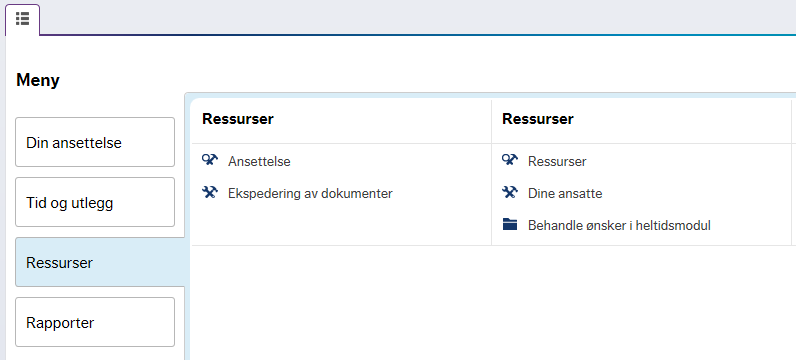 Meny
Din ansettelse
Tid og utlegg
Ressurser
Rapporter
Ressurser
Ansettelse
Ekspedering av dokumenter
Ressurser
Ressurser
Dine ansatte
Behandle ønsker i heltidsmodul